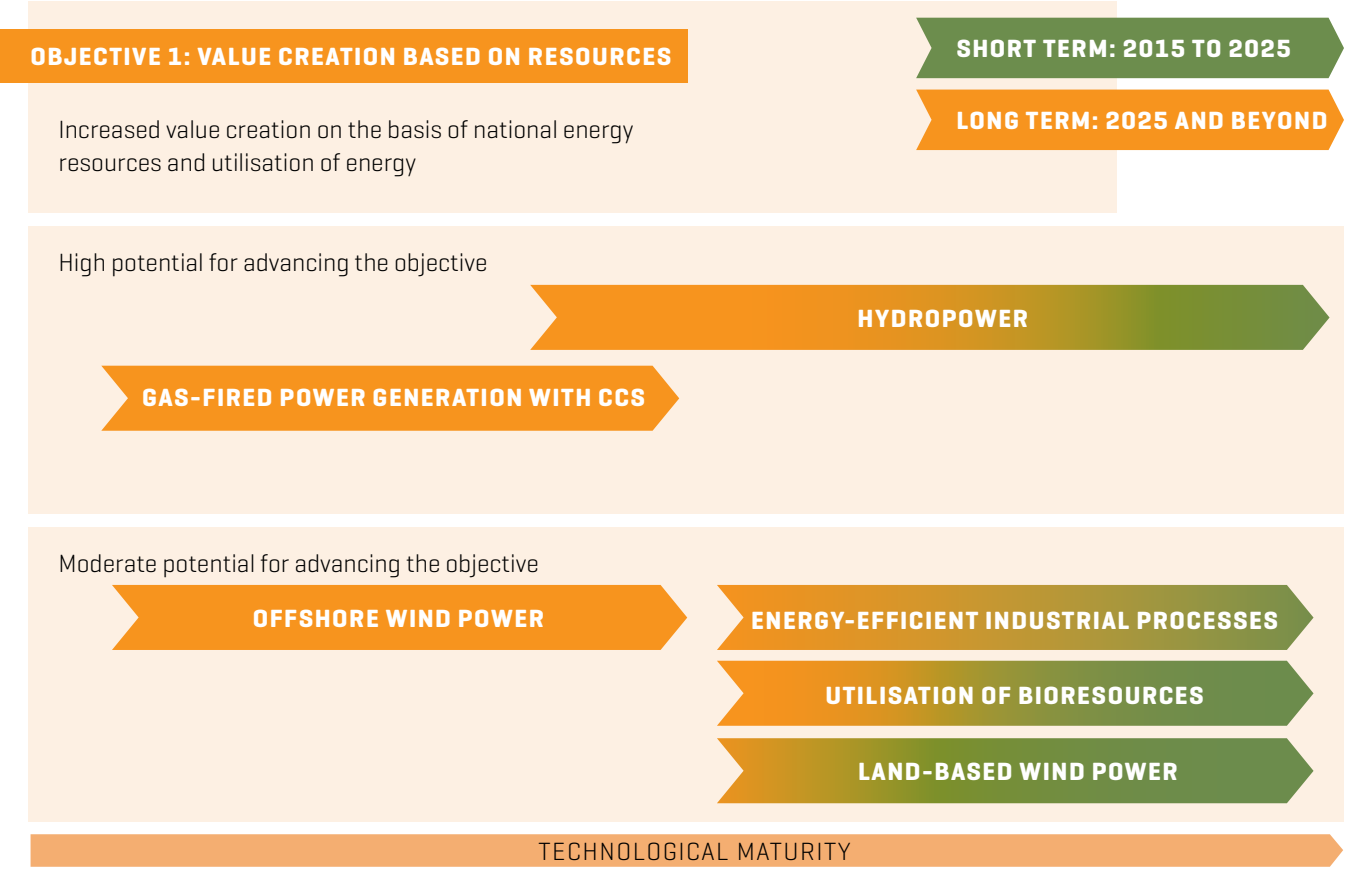 OBJECTIVE 1: VALUE CREATION BASED ON RESOURCES
SHORT TERM: 2015 TO 2025
LONG TERM: 2025 AND BEYOND
Increased value creation on the basis of national energy
resources and utilisation of energy
High potential for advancing the objective
HYDROPOWER
GAS-FIRED POWER GENERATION WITH CCS
Moderate potential for advancing the objective
OFFSHORE WIND POWER
ENERGY-EFFICIENT INDUSTRIAL PROCESSES
UTILISATION OF BIORESOURCES
LAND-BASED WIND POWER
TECHNOLOGICAL MATURITY